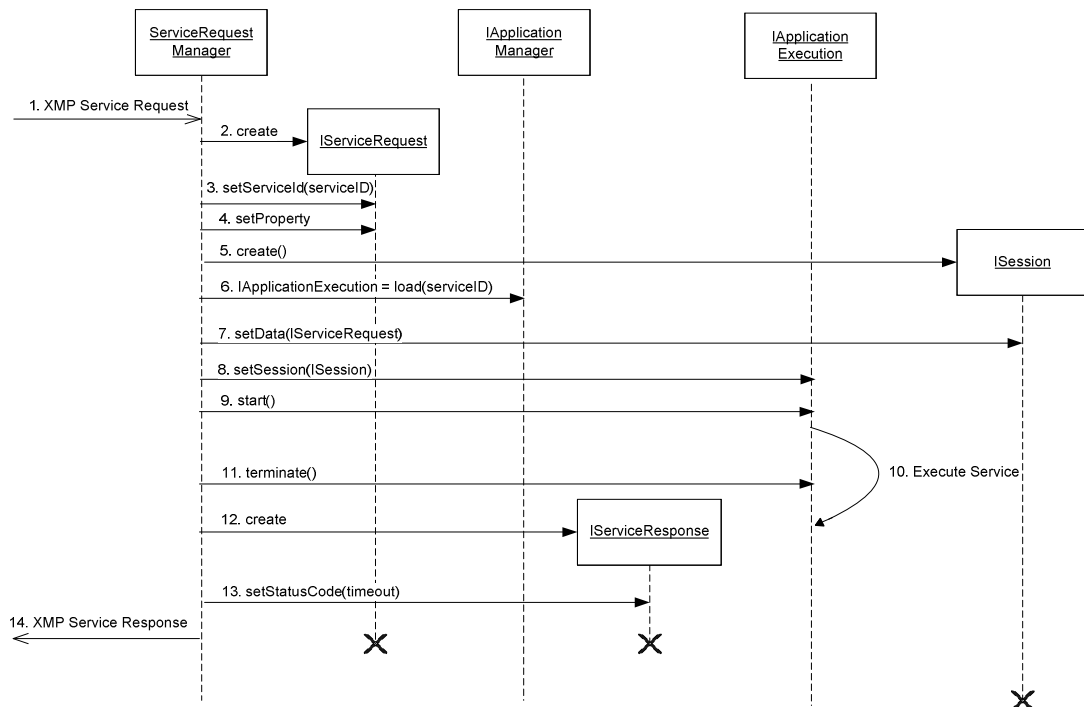 ServiceRequest
Manager
IApplication
Manager
IApplication
Execution
1. XMP Service Request
2. create
IServiceRequest
3. setServiceId(serviceID)
4. setProperty
5. create()
ISession
6. IApplicationExecution = load(serviceID)
7. setData(IServiceRequest)
8. setSession(ISession)
9. start()
10. Execute Service
11. terminate()
12. create
IServiceResponse
13. setStatusCode(timeout)
14. XMP Service Response